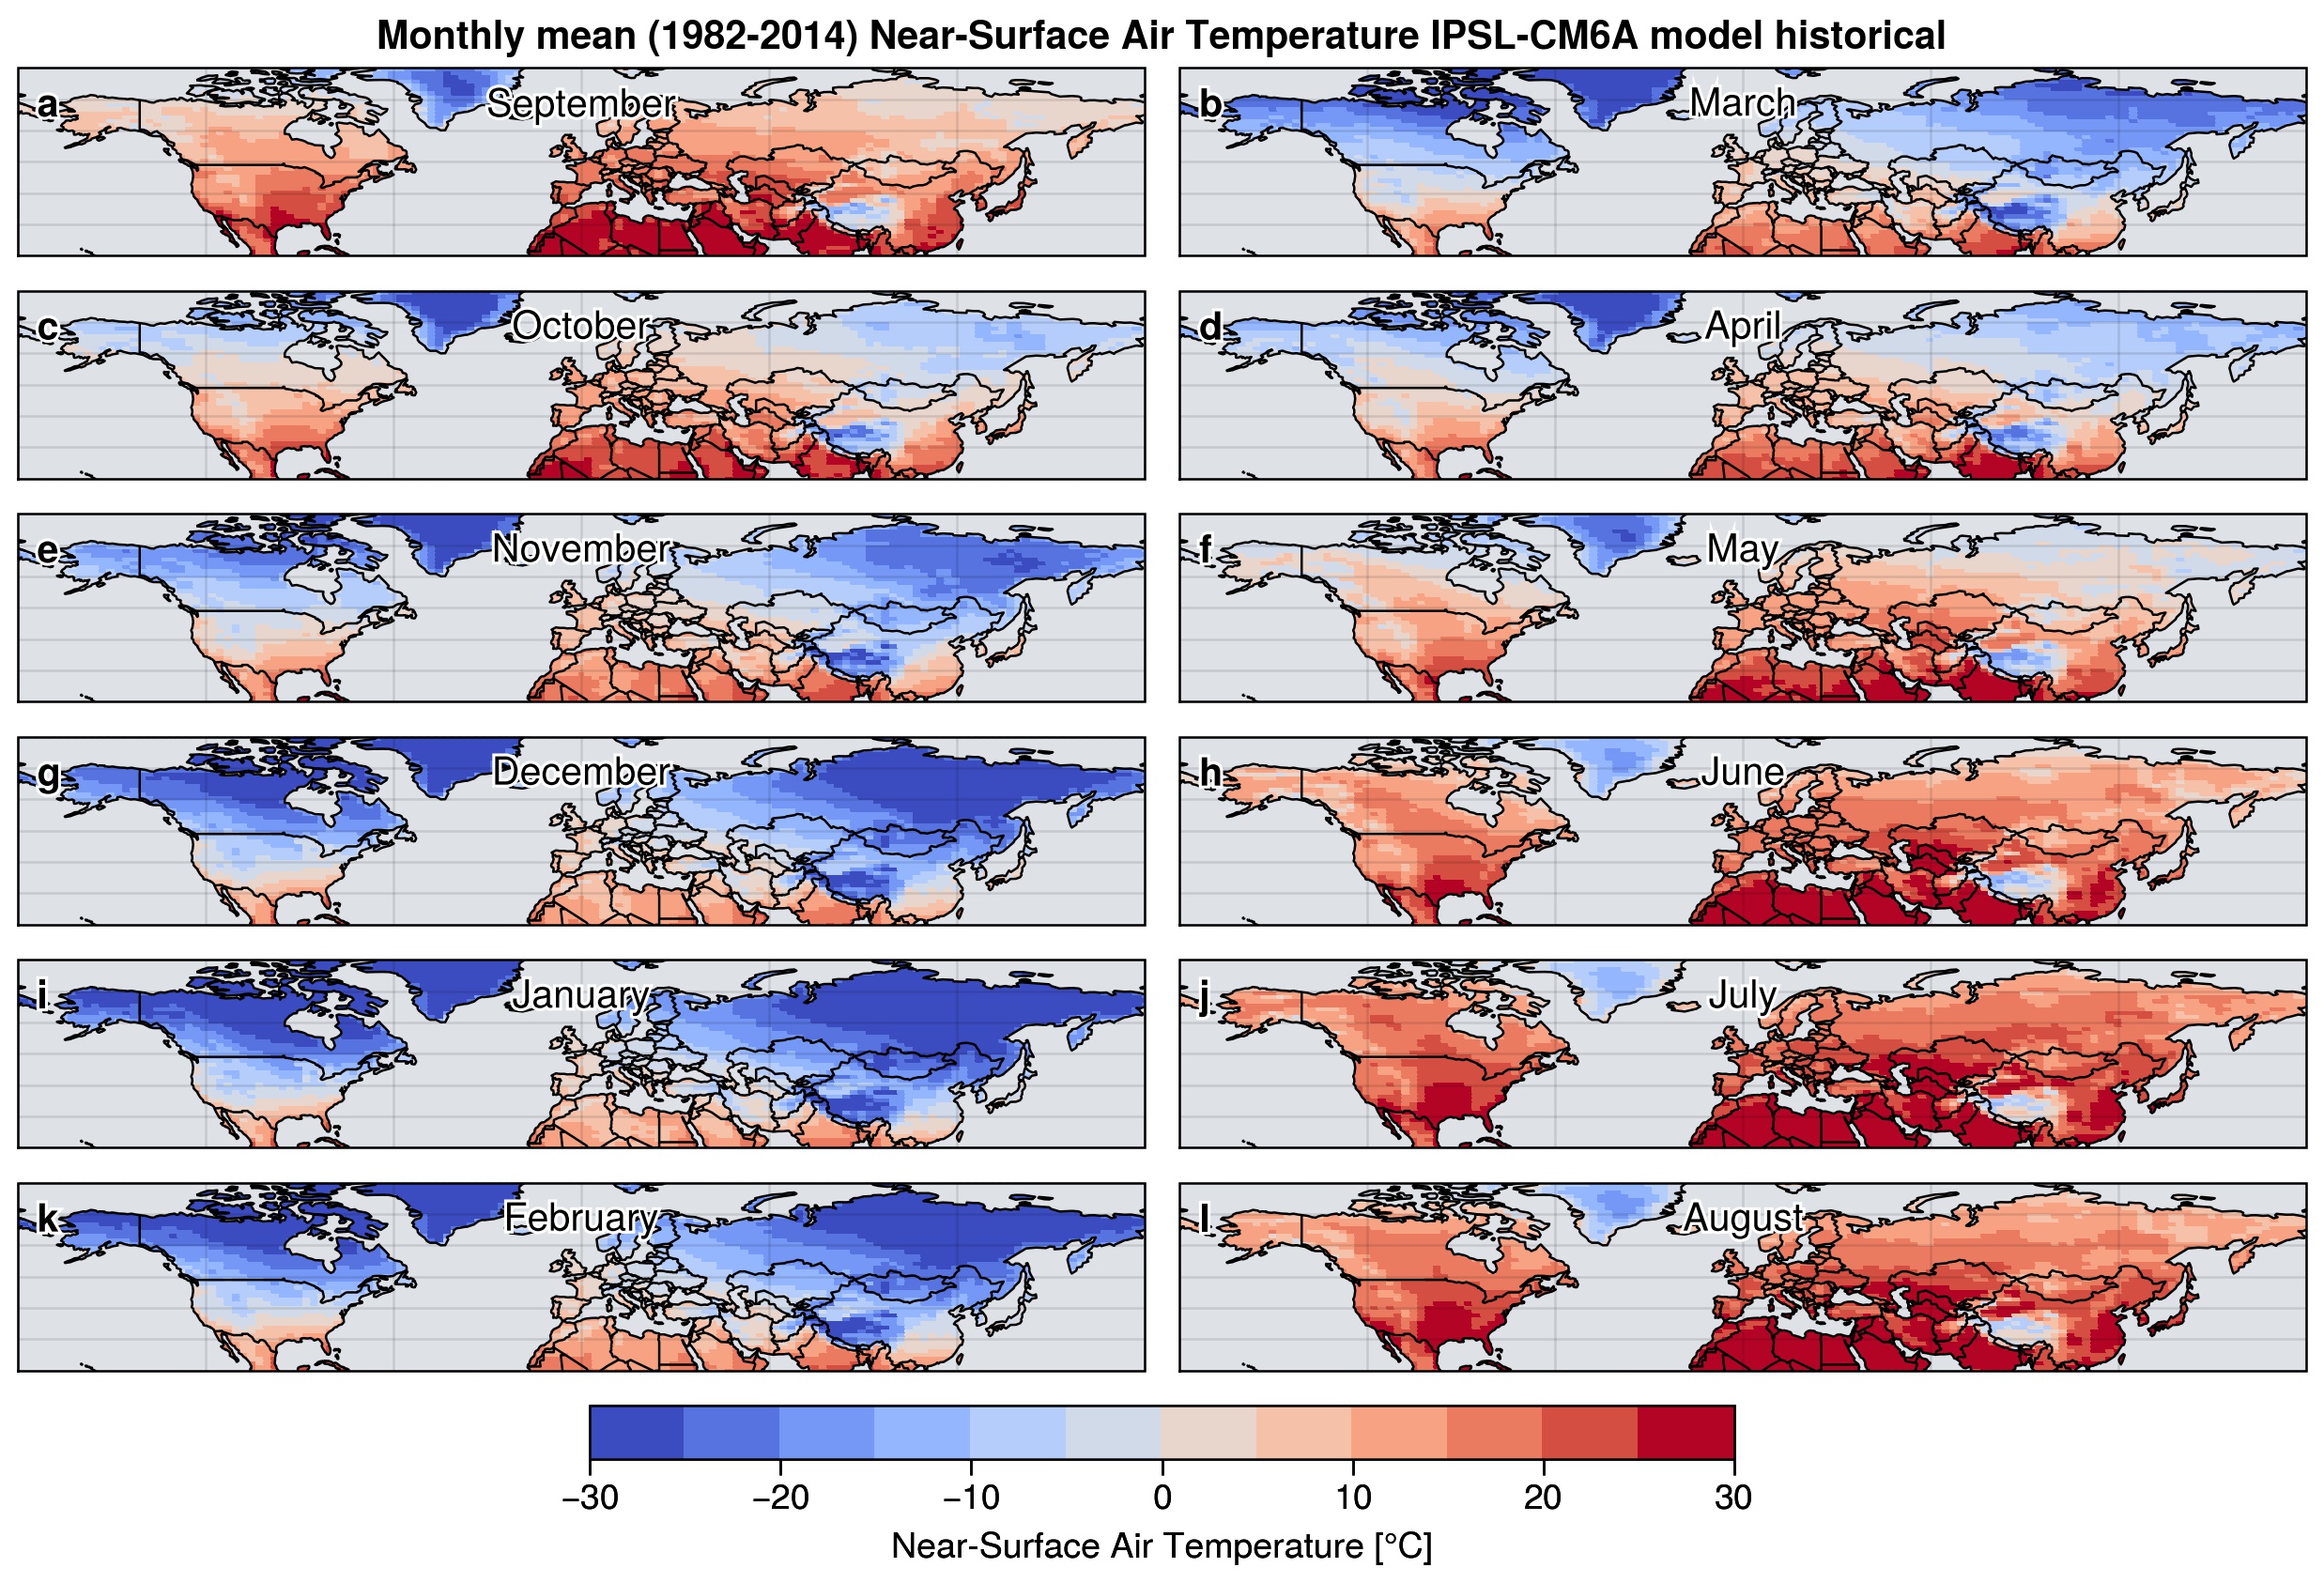 Monthly mean (1982-2014) Near-Surface Air Temperature IPSL-CM6A model historical
a September
b March
c October
d April
e November
f May
g December
h June
i January
j July
k February
l August
−30 −20 −10 0 10 20 30
Near-Surface Air Temperature [°C]